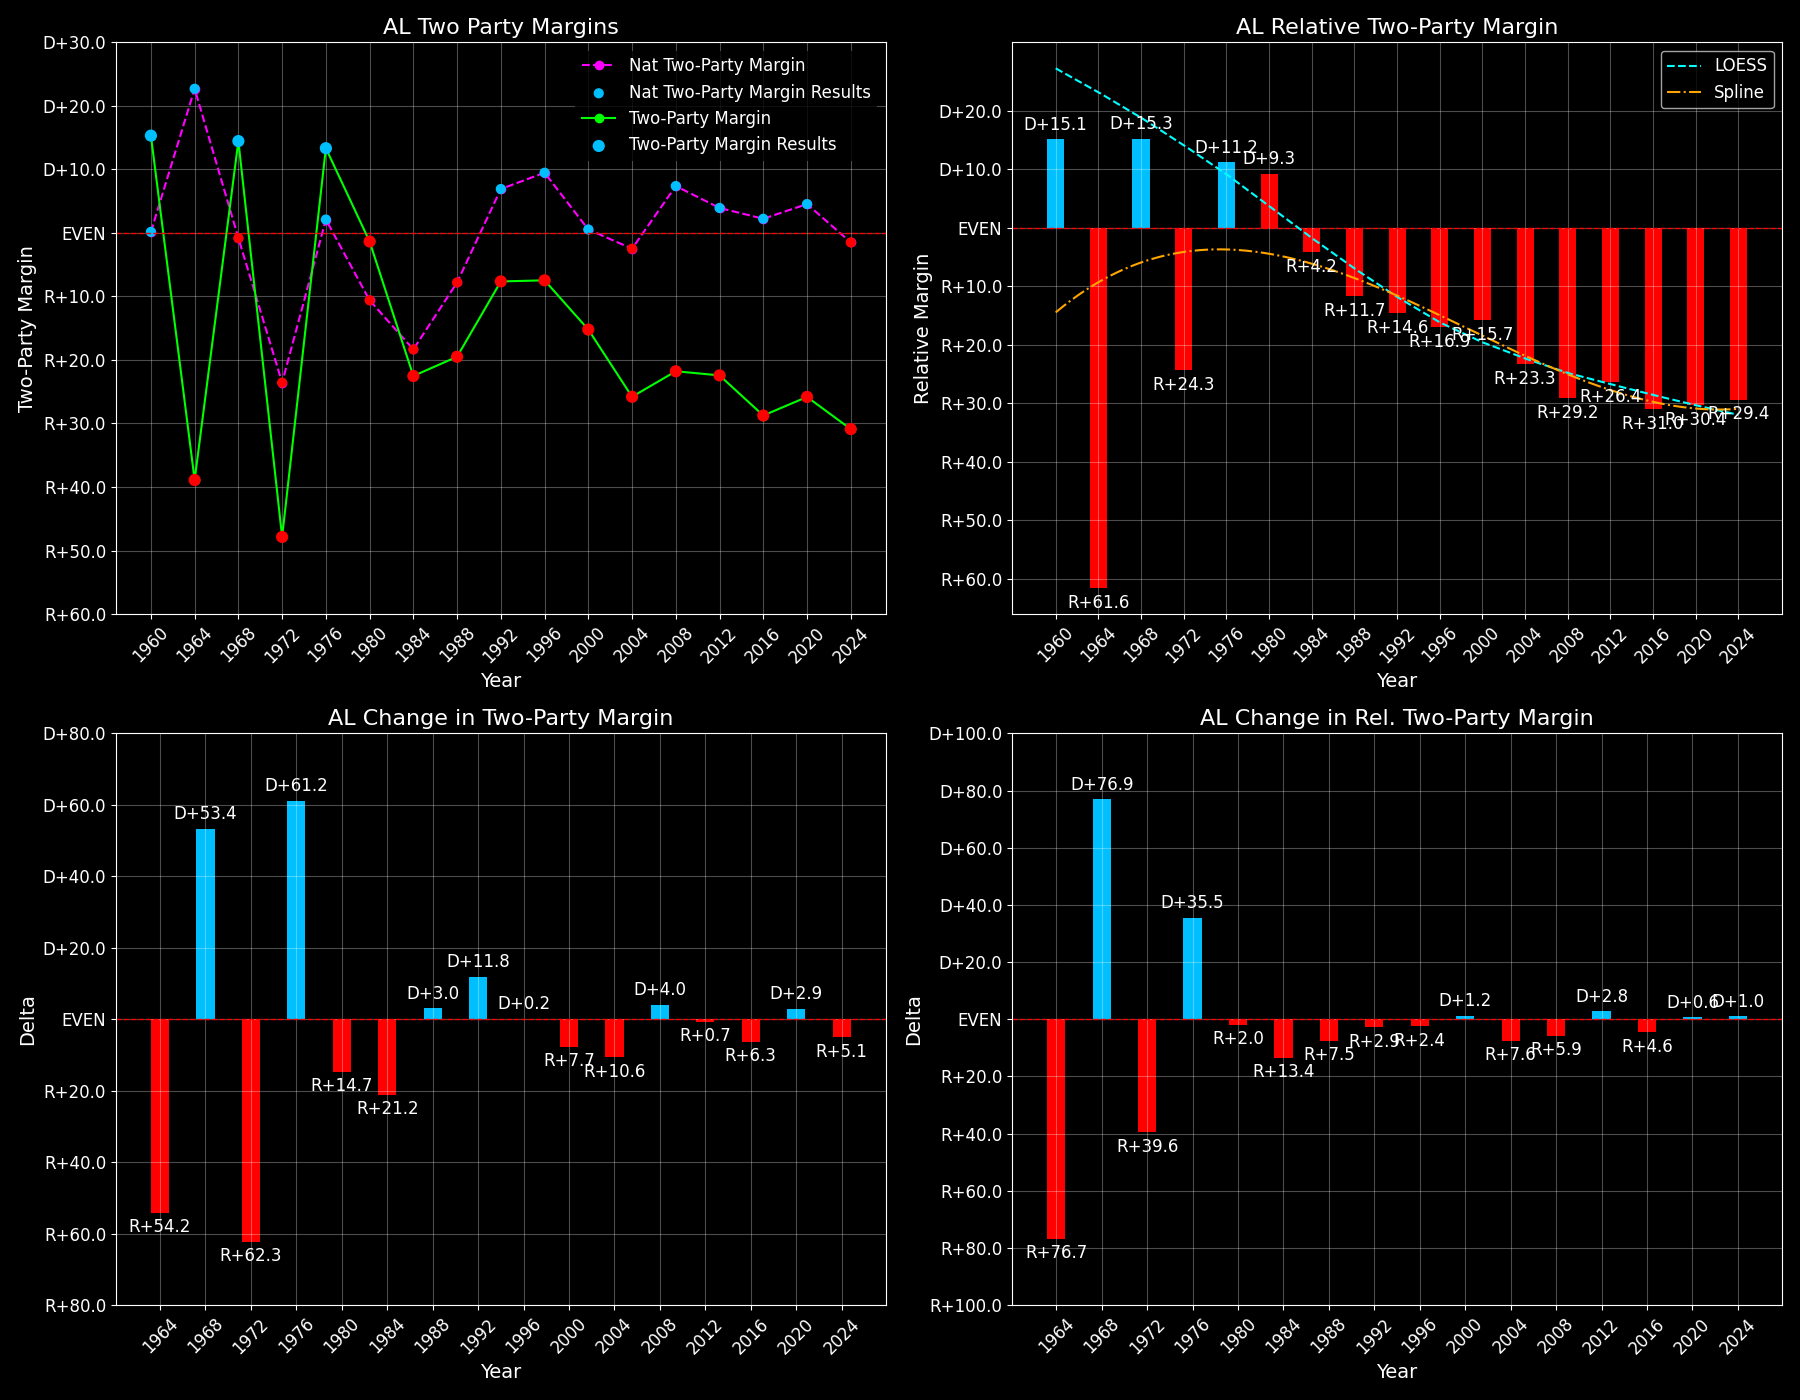 AL Two Party Margins
D+30.0
D+20.0
D+10.0
EVEN
R+10.0
R+20.0
R+30.0
R+40.0
R+50.0
R+60.0
Two-Party Margin
Nat Two-Party Margin
Nat Two-Party Margin Results
Two-Party Margin
Two-Party Margin Results
1960 1964 1968 1972 1976 1980 1984 1988 1992 1996 2000 2004 2008 2012 2016 2020 2024
Year
AL Relative Two-Party Margin
D+20.0
D+10.0
EVEN
R+10.0
R+20.0
R+30.0
R+40.0
R+50.0
R+60.0
Relative Margin
LOESS
Spline
D+15.1
R+61.6
D+15.3
R+24.3
D+11.2
D+9.3
R+4.2
R+11.7
R+14.6
R+16.9
R+15.7
R+23.3
R+29.2
R+26.4
R+31.0
R+30.4
R+29.4
1960 1964 1968 1972 1976 1980 1984 1988 1992 1996 2000 2004 2008 2012 2016 2020 2024
Year
AL Change in Two-Party Margin
D+80.0
D+60.0
D+40.0
D+20.0
EVEN
R+20.0
R+40.0
R+60.0
R+80.0
Delta
R+54.2
D+53.4
R+62.3
D+61.2
R+14.7
R+21.2
D+3.0
D+11.8
D+0.2
R+7.7
R+10.6
D+4.0
R+0.7
R+6.3
D+2.9
R+5.1
1964 1968 1972 1976 1980 1984 1988 1992 1996 2000 2004 2008 2012 2016 2020 2024
Year
AL Change in Rel. Two-Party Margin
D+100.0
D+80.0
D+60.0
D+40.0
D+20.0
EVEN
R+20.0
R+40.0
R+60.0
R+80.0
R+100.0
Delta
R+76.7
D+76.9
R+39.6
D+35.5
R+2.0
R+13.4
R+7.5
R+2.9
R+2.4
D+1.2
R+7.6
R+5.9
D+2.8
R+4.6
D+0.6
D+1.0
1964 1968 1972 1976 1980 1984 1988 1992 1996 2000 2004 2008 2012 2016 2020 2024
Year